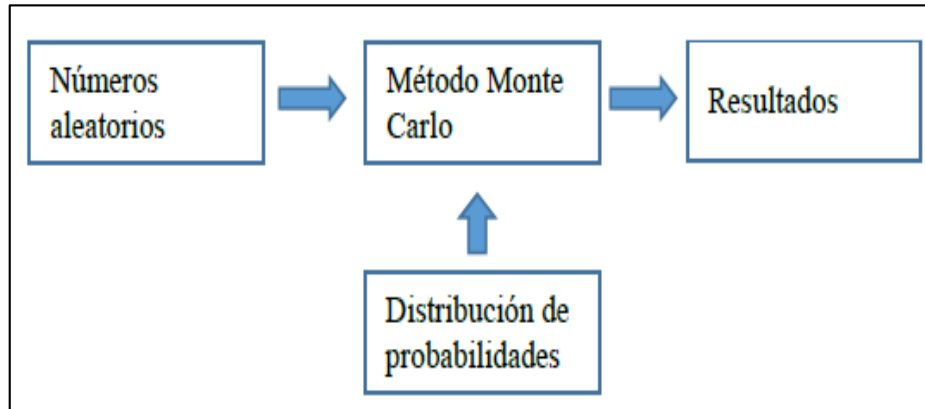 Números
aleatorios
Método Monte
Carlo
Resultados
Distribución de
probabilidades